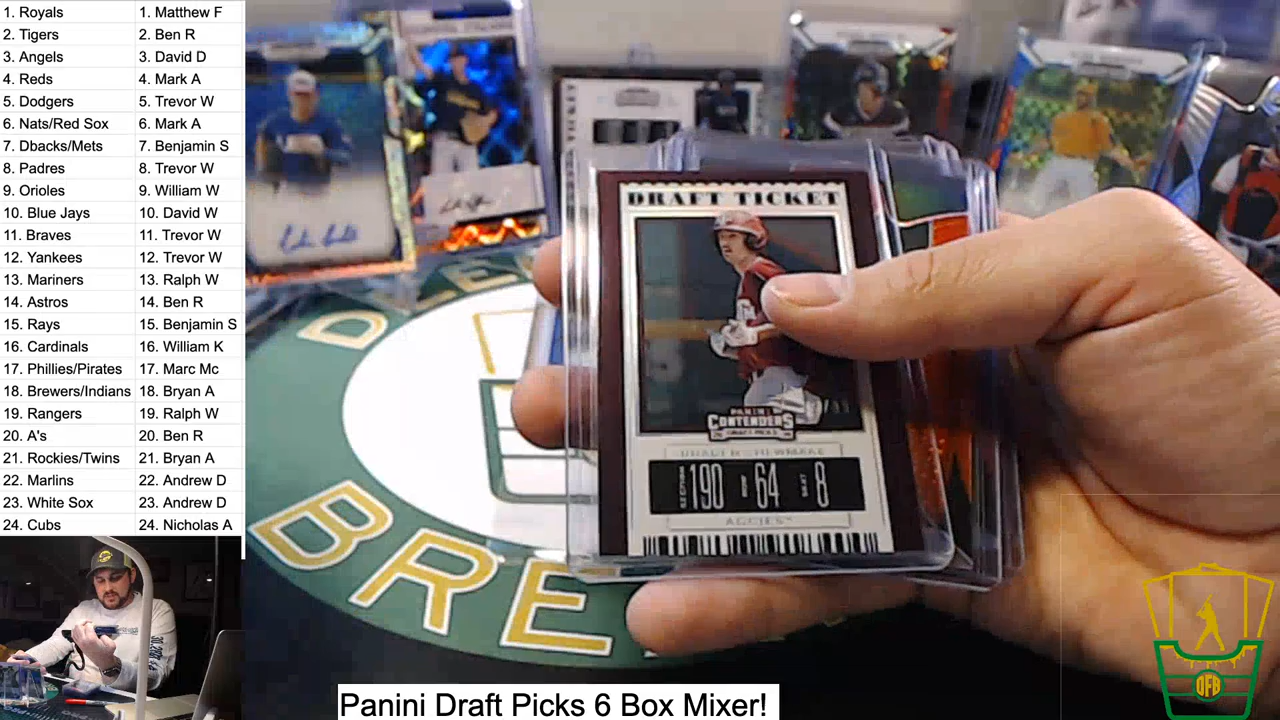 1. Royals 1. Matthew F
2. Tigers 2. Ben R
3. Angels 3. David D
4. Reds 4. Mark A
5. Dodgers 5. Trevor W
6. Nats/Red Sox 6. Mark A
7. Dbacks/Mets 7. Benjamin S
8. Padres 8. Trevor W
9. Orioles 9. William W
10. Blue Jays 10. David W
11. Braves 11. Trevor W
12. Yankees 12. Trevor W
13. Mariners 13. Ralph W
14. Astros 14. Ben R
15. Rays 15. Benjamin S
16. Cardinals 16. William K
17. Phillies/Pirates 17. Marc Mc
18. Brewers/Indians 18. Bryan A
19. Rangers 19. Ralph W
20. A's 20. Ben R
21. Rockies/Twins 21. Bryan A
22. Marlins 22. Andrew D
23. White Sox 23. Andrew D
24. Cubs 24. Nicholas A
DRAFT TICKET
PANINI
CONTENDERS
DRAFT PICKS
190 64 8
AGGIES
BRE
OFB
Panini Draft Picks 6 Box Mixer!